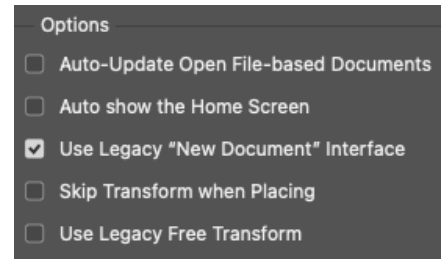 Options
Auto-Update Open File-based Documents
Auto show the Home Screen
Use Legacy “New Document” Interface
Skip Transform when Placing
Use Legacy Free Transform